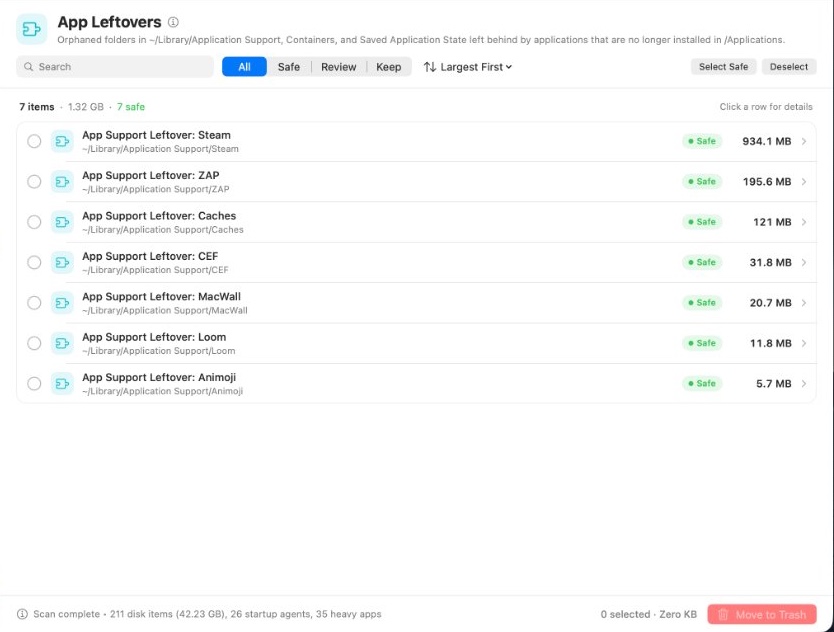 App Leftovers
Orphaned folders in ~/Library/Application Support, Containers, and Saved Application State left behind by applications that are no longer installed in /Applications.
Search
All Safe Review Keep Largest First Select Safe Deselect
7 items · 1.32 GB · 7 safe Click a row for details
App Support Leftover: Steam
~/Library/Application Support/Steam
Safe 934.1 MB
App Support Leftover: ZAP
~/Library/Application Support/ZAP
Safe 195.6 MB
App Support Leftover: Caches
~/Library/Application Support/Caches
Safe 121 MB
App Support Leftover: CEF
~/Library/Application Support/CEF
Safe 31.8 MB
App Support Leftover: MacWall
~/Library/Application Support/MacWall
Safe 20.7 MB
App Support Leftover: Loom
~/Library/Application Support/Loom
Safe 11.8 MB
App Support Leftover: Animoji
~/Library/Application Support/Animoji
Safe 5.7 MB
Scan complete • 211 disk items (42.23 GB), 26 startup agents, 35 heavy apps
0 selected · Zero KB Move to Trash